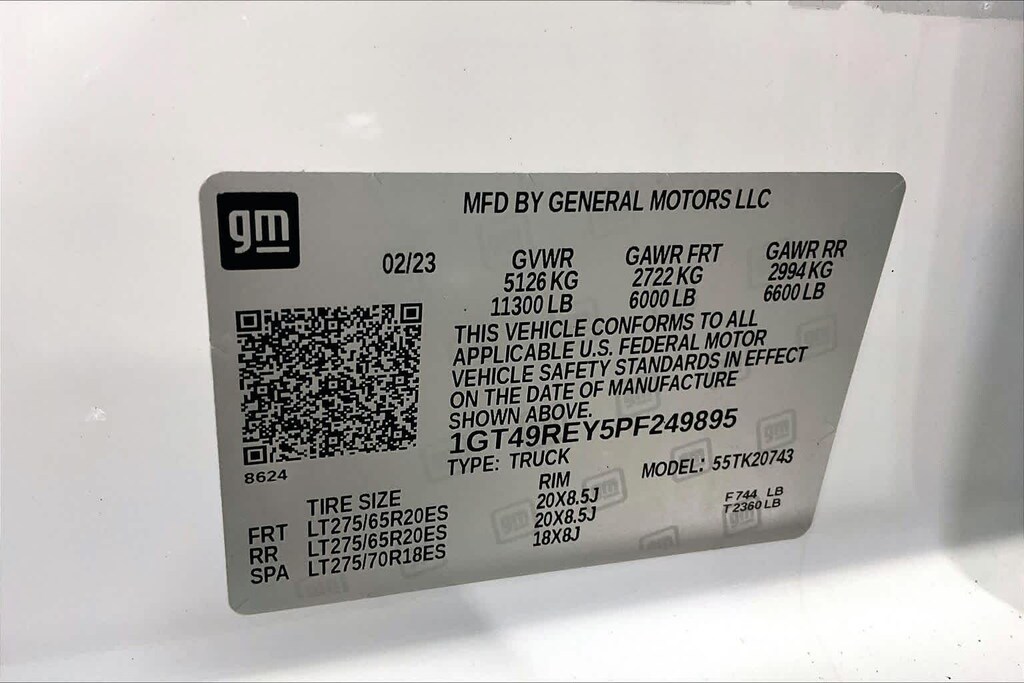 gm
MFD BY GENERAL MOTORS LLC
02/23
GVWR GAWR FRT GAWR RR
5126 KG 2722 KG 2994 KG
11300 LB 6000 LB 6600 LB
THIS VEHICLE CONFORMS TO ALL
APPLICABLE U.S. FEDERAL MOTOR
VEHICLE SAFETY STANDARDS IN EFFECT
ON THE DATE OF MANUFACTURE
SHOWN ABOVE.
1GT49REY5PF249895
8624
TYPE: TRUCK MODEL: 55TK20743
TIRE SIZE RIM
FRT LT275/65R20ES 20X8.5J F 744 LB
RR LT275/65R20ES 20X8.5J T 2360 LB
SPA LT275/70R18ES 18X8J